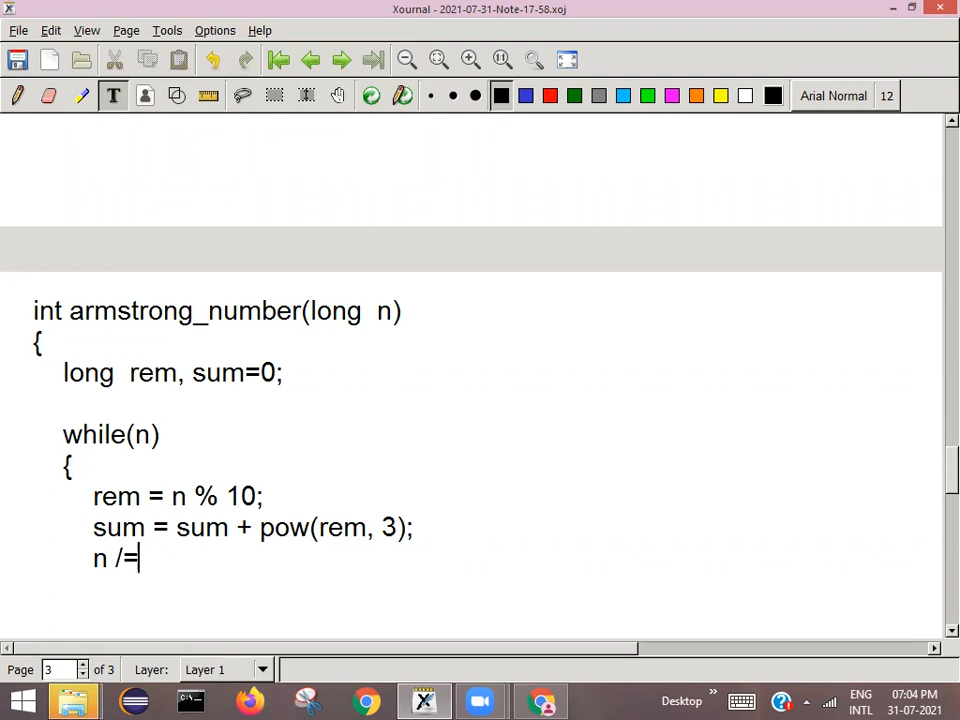 Xournal - 2021-07-31-Note-17-58.xoj
File Edit View Page Tools Options Help
T Arial Normal 12
int armstrong_number(long  n)
{
long  rem, sum=0;
while(n)
{
rem = n % 10;
sum = sum + pow(rem, 3);
n /=
Page 3 of 3 Layer: Layer 1
Desktop » ENG 07:04 PM
INTL 31-07-2021